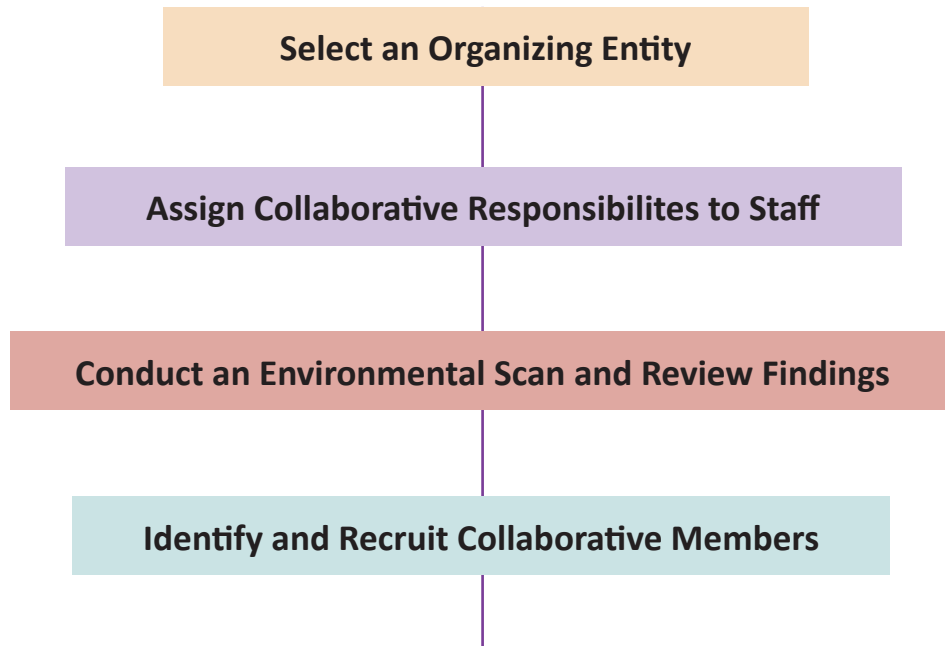 Select an Organizing Entity
Assign Collaborative Responsibilites to Staff
Conduct an Environmental Scan and Review Findings
Identify and Recruit Collaborative Members